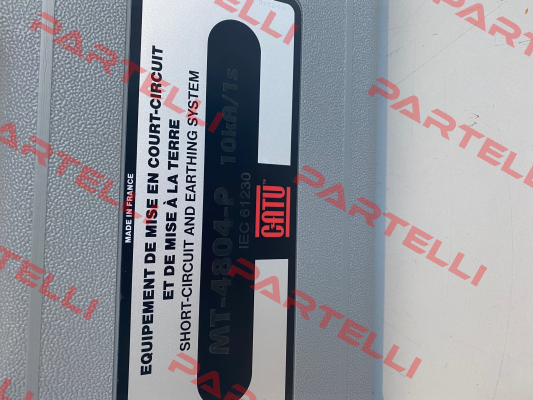 MADE IN FRANCE
EQUIPEMENT DE MISE EN COURT-CIRCUIT
ET DE MISE À LA TERRE
SHORT-CIRCUIT AND EARTHING SYSTEM
MT-4804-P 10kA/1s
IEC 61230
CATU
PARTELLI
PARTELLI
PARTELLI
PARTELLI
PARTELLI
PARTELLI